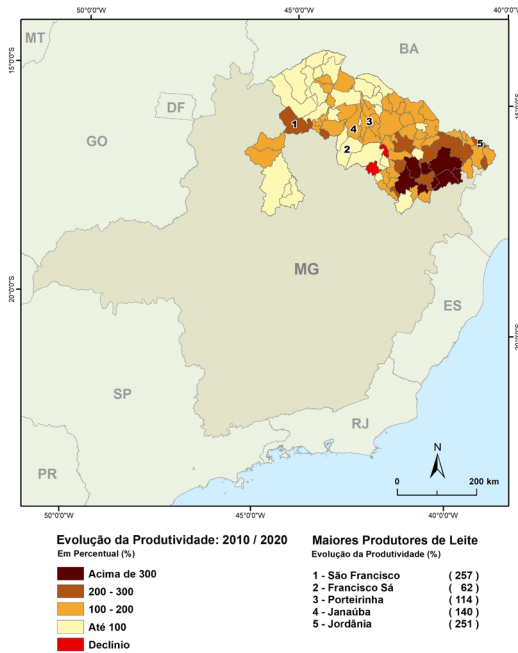 50°0'0"W
45°0'0"W
40°0'0"W
MT
BA
15°0'0"S
DF
GO
1
4
3
2
5
MG
20°0'0"S
ES
SP
RJ
PR
N
0
200 km
50°0'0"W
45°0'0"W
40°0'0"W
Evolução da Produtividade: 2010 / 2020
Em Percentual (%)
Acima de 300
200 - 300
100 - 200
Até 100
Declínio
Maiores Produtores de Leite
Evolução da Produtividade (%)
1 - São Francisco ( 257 )
2 - Francisco Sá ( 62 )
3 - Porteirinha ( 114 )
4 - Janaúba ( 140 )
5 - Jordânia ( 251 )